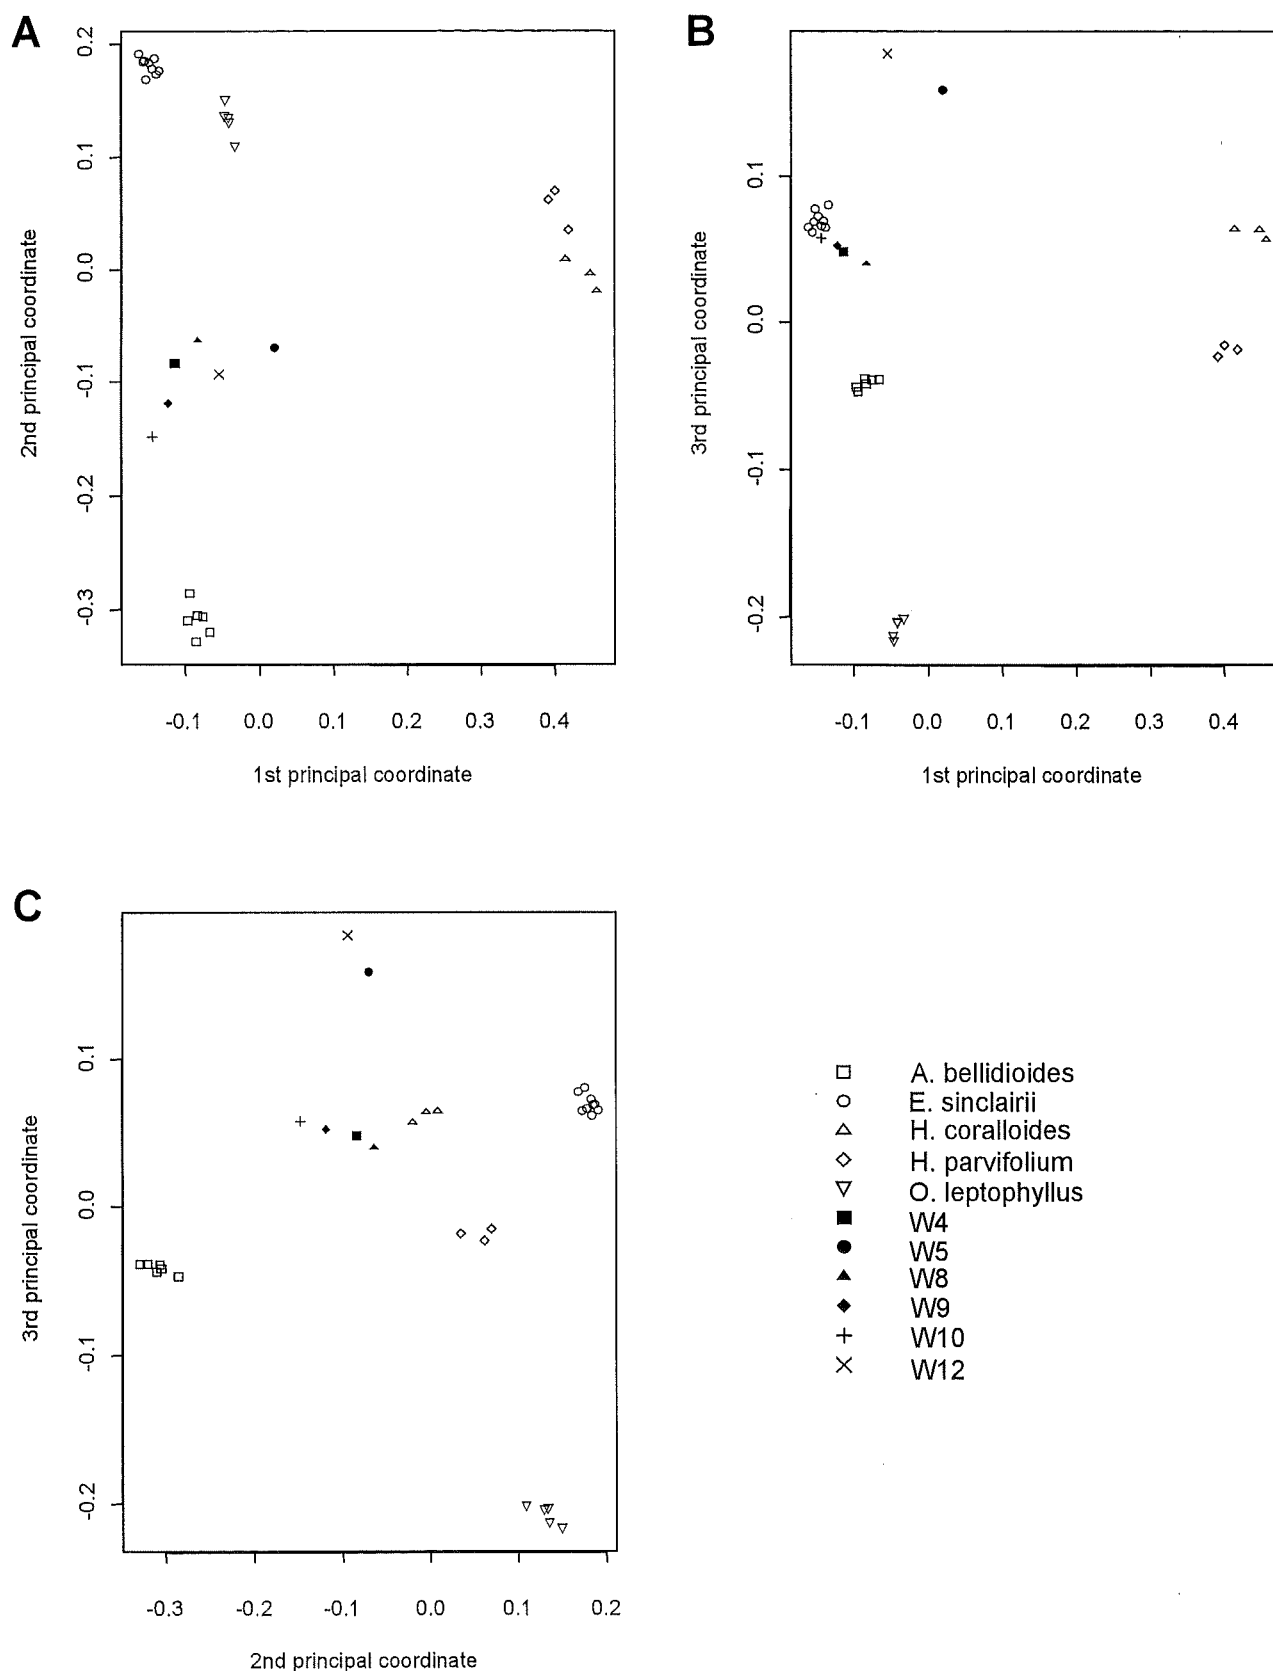 A
0.2
0.1
0.0
-0.1
-0.2
-0.3
2nd principal coordinate
-0.1 0.0 0.1 0.2 0.3 0.4
1st principal coordinate
B
0.1
0.0
-0.1
-0.2
3rd principal coordinate
-0.1 0.0 0.1 0.2 0.3 0.4
1st principal coordinate
C
0.1
0.0
-0.1
-0.2
3rd principal coordinate
-0.3 -0.2 -0.1 0.0 0.1 0.2
2nd principal coordinate
A. bellidioides
E. sinclairii
H. coralloides
H. parvifolium
O. leptophyllus
W4
W5
W8
W9
W10
W12